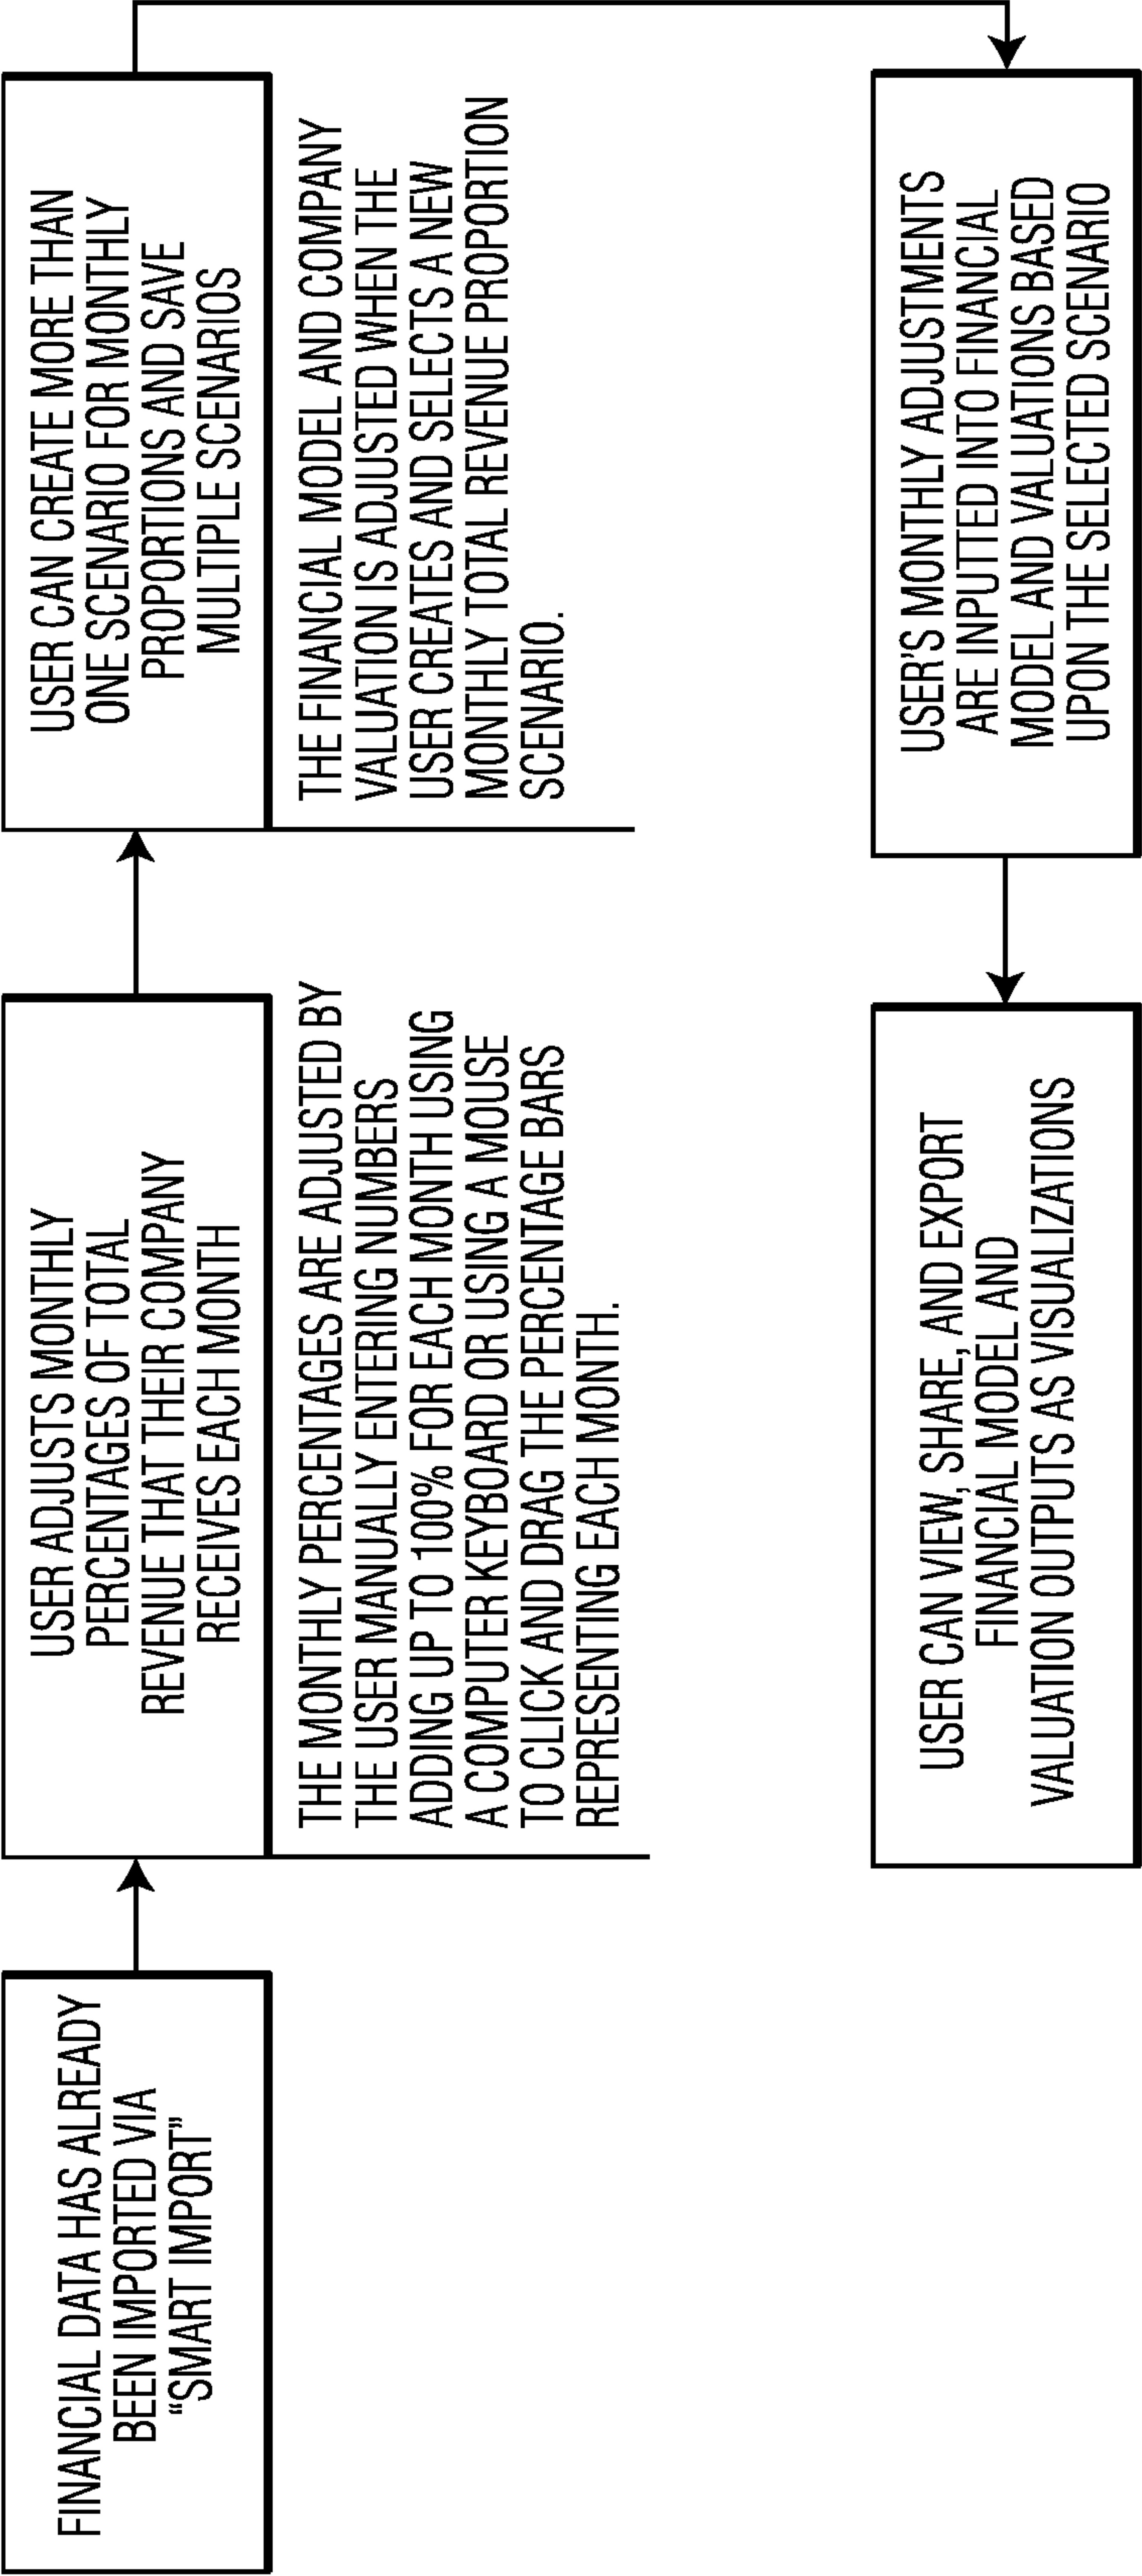 FINANCIAL DATA HAS ALREADY
BEEN IMPORTED VIA
“SMART IMPORT”
USER ADJUSTS MONTHLY
PERCENTAGES OF TOTAL
REVENUE THAT THEIR COMPANY
RECEIVES EACH MONTH
THE MONTHLY PERCENTAGES ARE ADJUSTED BY
THE USER MANUALLY ENTERING NUMBERS
ADDING UP TO 100% FOR EACH MONTH USING
A COMPUTER KEYBOARD OR USING A MOUSE
TO CLICK AND DRAG THE PERCENTAGE BARS
REPRESENTING EACH MONTH.
USER CAN CREATE MORE THAN
ONE SCENARIO FOR MONTHLY
PROPORTIONS AND SAVE
MULTIPLE SCENARIOS
THE FINANCIAL MODEL AND COMPANY
VALUATION IS ADJUSTED WHEN THE
USER CREATES AND SELECTS A NEW
MONTHLY TOTAL REVENUE PROPORTION
SCENARIO.
USER'S MONTHLY ADJUSTMENTS
ARE INPUTTED INTO FINANCIAL
MODEL AND VALUATIONS BASED
UPON THE SELECTED SCENARIO
USER CAN VIEW, SHARE, AND EXPORT
FINANCIAL MODEL AND
VALUATION OUTPUTS AS VISUALIZATIONS